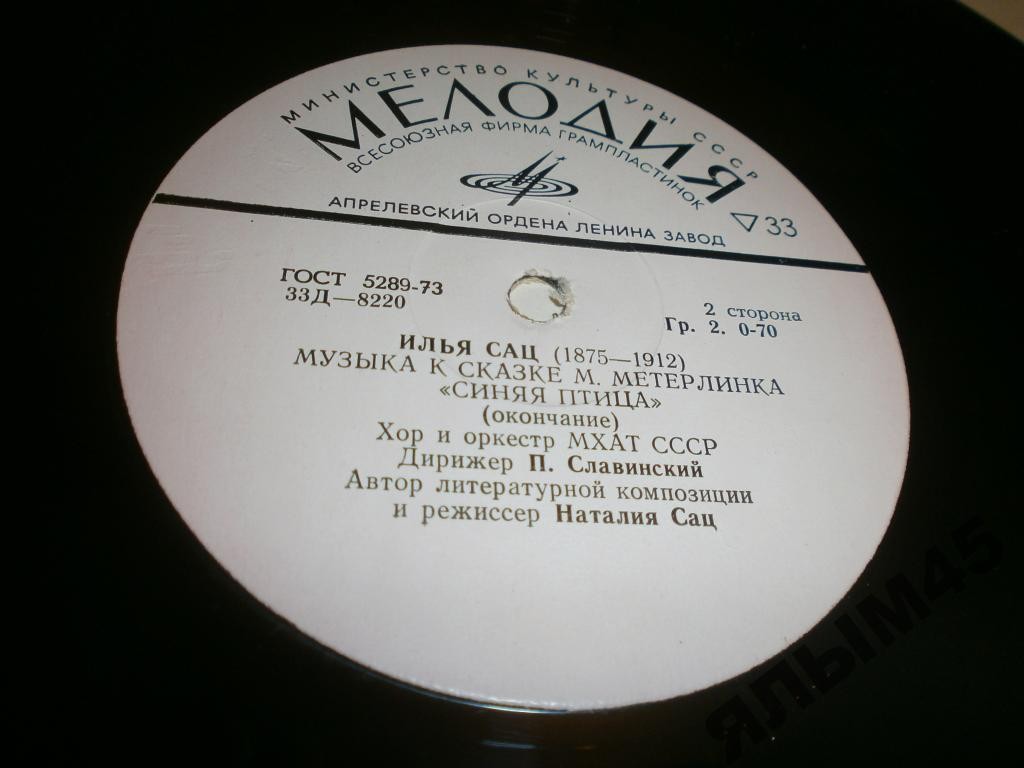 МИНИСТЕРСТВО КУЛЬТУРЫ СССР
МЕЛОДИЯ
ВСЕСОЮЗНАЯ ФИРМА ГРАМПЛАСТИНОК
АПРЕЛЕВСКИЙ ОРДЕНА ЛЕНИНА ЗАВОД
▽33
ГОСТ 5289-73
33Д—8220
2 сторона
Гр. 2. 0-70
ИЛЬЯ САЦ (1875—1912)
МУЗЫКА К СКАЗКЕ М. МЕТЕРЛИНКА
«СИНЯЯ ПТИЦА»
(окончание)
Хор и оркестр МХАТ СССР
Дирижер П. Славинский
Автор литературной композиции
и режиссер Наталия Сац
ЯЛЫМ45